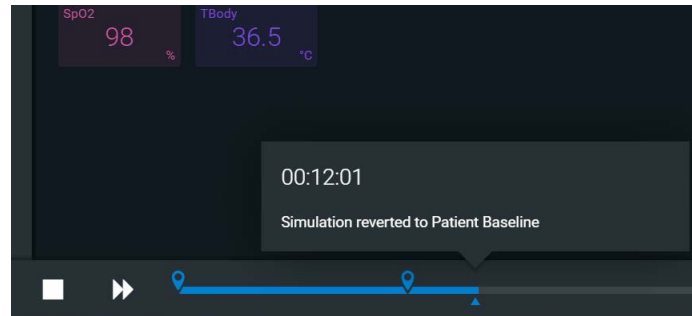 SpO2
TBody
98
36.5
%
°C
00:12:01
Simulation reverted to Patient Baseline